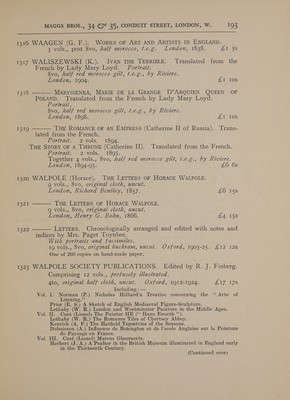 MAGGS BROS., 34 & 35, CONDUIT STREET, LONDON, W. 193
1316 WAAGEN (G. F.). WORKS OF ART AND ARTISTS IN ENGLAND.
3 vols., post 8vo, half morocco, t.e.g. London, 1838. £1 5s
1317 WALISZEWSKI (K.). IVAN THE TERRIBLE. Translated from the
French by Lady Mary Loyd. Portrait.
8vo, half red morocco gilt, t.e.g., by Riviere.
London, 1904. £1 10s
1318 ——— MARYSIENKA, MARIE DE LA GRANGE D'ARQUIEN QUEEN OF
POLAND. Translated from the French by Lady Mary Loyd.
Portrait.
8vo, half red morocco gilt, t.e.g., by Riviere.
London, 1898. £1 10s
1319 ——— THE ROMANCE OF AN EMPRESS (Catherine II of Russia). Trans-
lated from the French.
Portrait. 2 vols. 1894.
THE STORY OF A THRONE (Catherine II). Translated from the French.
Portrait. 2 vols. 1895.
Together 4 vols., 8vo, half red morocco gilt, t.e.g., by Riviere.
London, 1894-95. £6 6s
1320 WALPOLE (Horace). THE LETTERS OF HORACE WALPOLE.
9 vols., 8vo, original cloth, uncut.
London, Richard Bentley, 1857. £6 15s
1321 ——— THE LETTERS OF HORACE WALPOLE.
9 vols., 8vo, original cloth, uncut.
London, Henry G. Bohn, 1866. £4 15s
1322 ——— LETTERS. Chronologically arranged and edited with notes and
indices by Mrs. Paget Toynbee.
With portraits and facsimiles.
19 vols., 8vo, original buckram, uncut. Oxford, 1903-25. £12 12s
One of 260 copies on hand-made paper.
1323 WALPOLE SOCIETY PUBLICATIONS. Edited by R. J. Finberg.
Comprising 12 vols., profusely illustrated.
4to, original half cloth, uncut. Oxford, 1912-1924. £17 17s
Including:—
Vol. I. Norman (P.) Nicholas Hilliard's Treatise concerning the "Arte of
Limning."
Prior (E. S.) A Sketch of English Mediæval Figure-Sculpture.
Lethaby (W. R.) London and Westminster Painters in the Middle Ages.
Vol. II. Cust (Lionel) The Painter HE ("Hans Eworth").
Lethaby (W. R.) The Romance Tiles of Chertsey Abbey.
Kentrick (A. F.) The Hatfield Tapestries of the Seasons.
Dubuisson (A.) Influence de Bonington et de l'ecole Anglaise sur la Peinture
de Paysage en France.
Vol. III. Cust (Lionel) Marcus Gheeraerts.
Herbert (J. A.) A Psalter in the British Museum illuminated in England early
in the Thirteenth Century.
(Continued over)